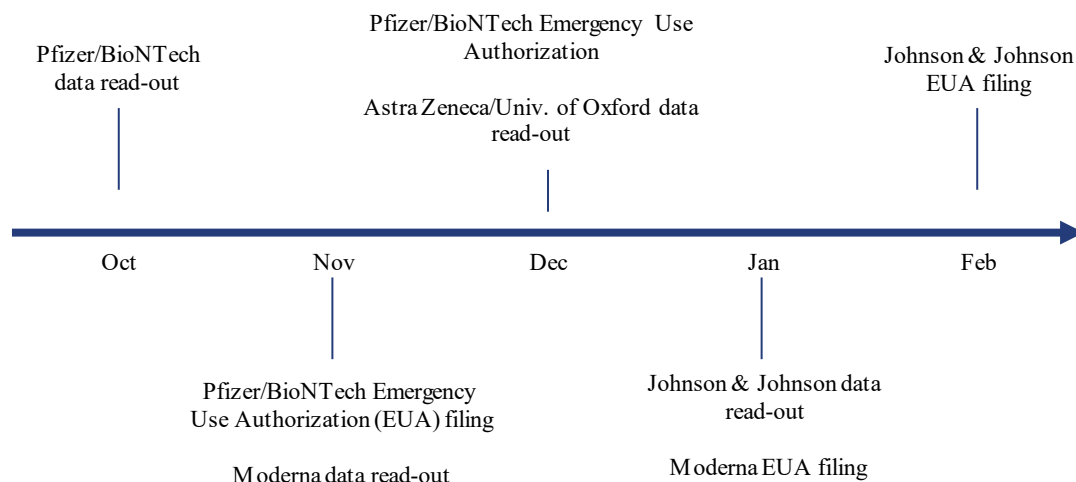 Pfizer/BioNTech
data read-out
Pfizer/BioNTech Emergency Use
Authorization
Astra Zeneca/Univ. of Oxford data
read-out
Johnson & Johnson
EUA filing
Oct
Nov
Dec
Jan
Feb
Pfizer/BioNTech Emergency
Use Authorization (EUA) filing
Moderna data read-out
Johnson & Johnson data
read-out
Moderna EUA filing